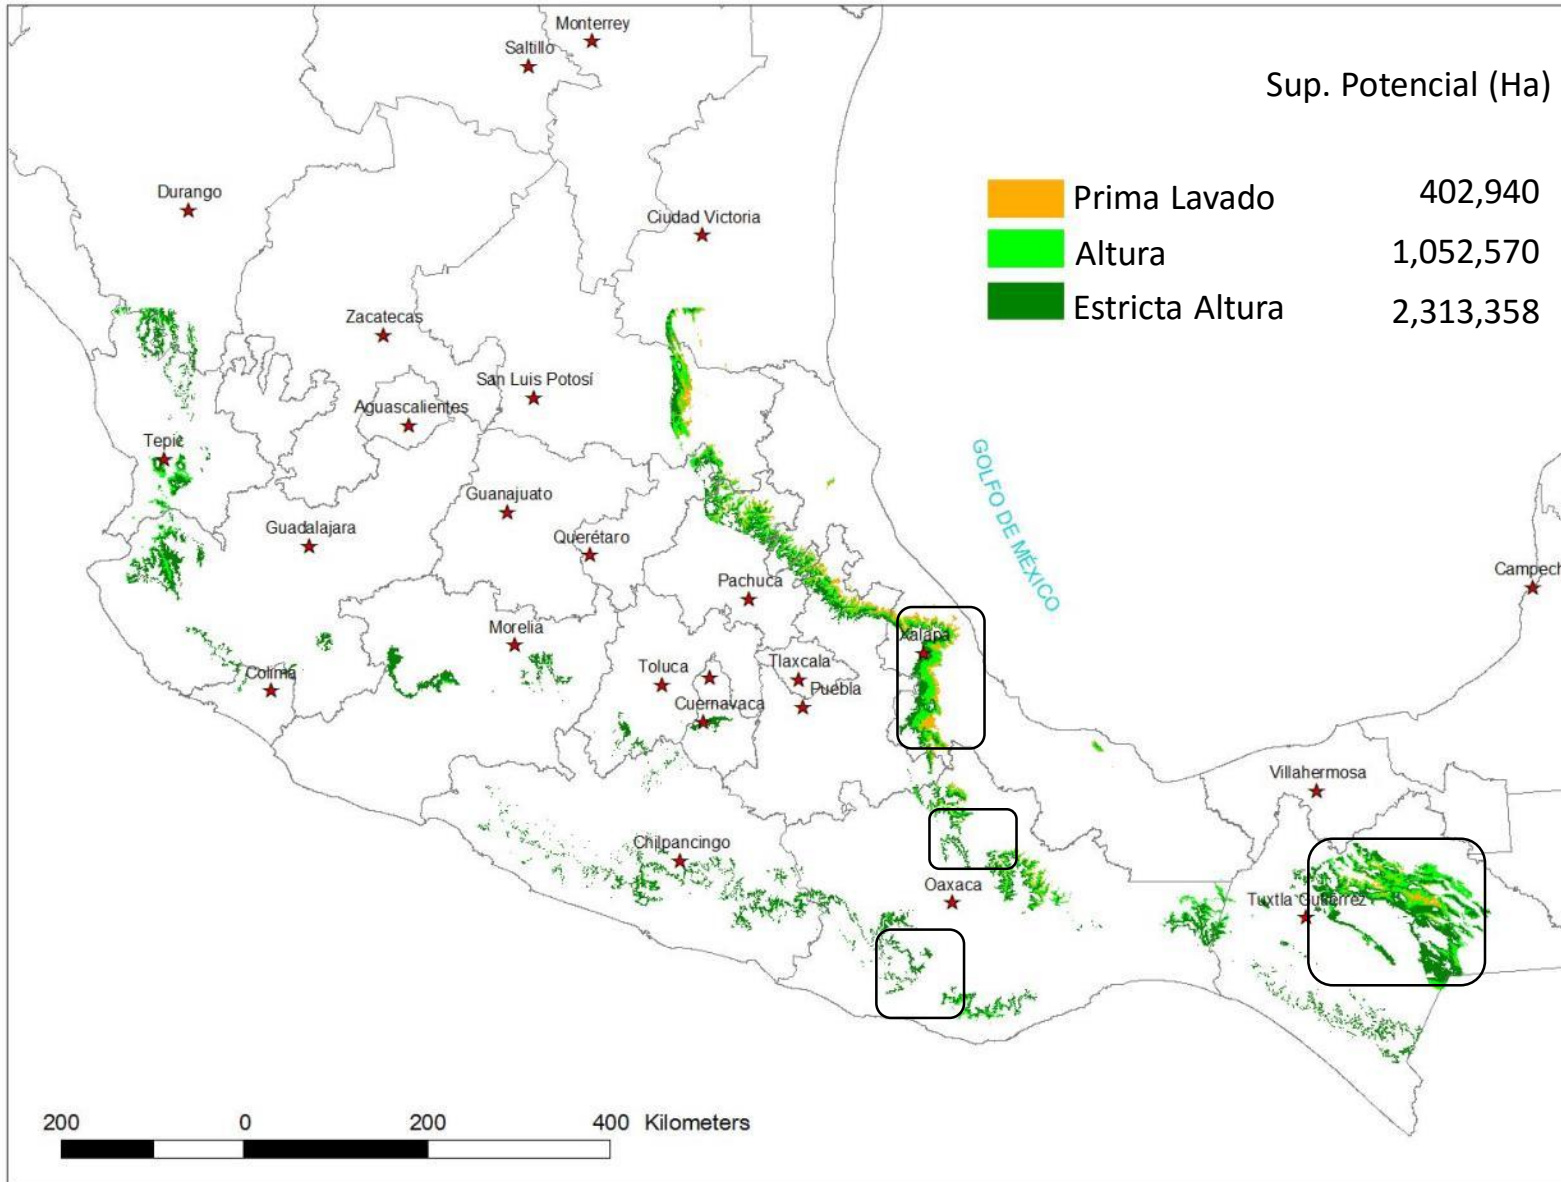 Monterrey
Saltillo
Sup. Potencial (Ha)
Durango
Ciudad Victoria
Prima Lavado 402,940
Altura 1,052,570
Estricta Altura 2,313,358
Zacatecas
San Luis Potosí
Aguascalientes
Tepic
GOLFO DE MÉXICO
Guanajuato
Guadalajara
Querétaro
Pachuca
Campech
Morelia
Xalapa
Toluca
Tlaxcala
Colima
Puebla
Cuernavaca
Villahermosa
Chilpancingo
Oaxaca
Tuxtla Gutiérrez
200 0 200 400 Kilometers